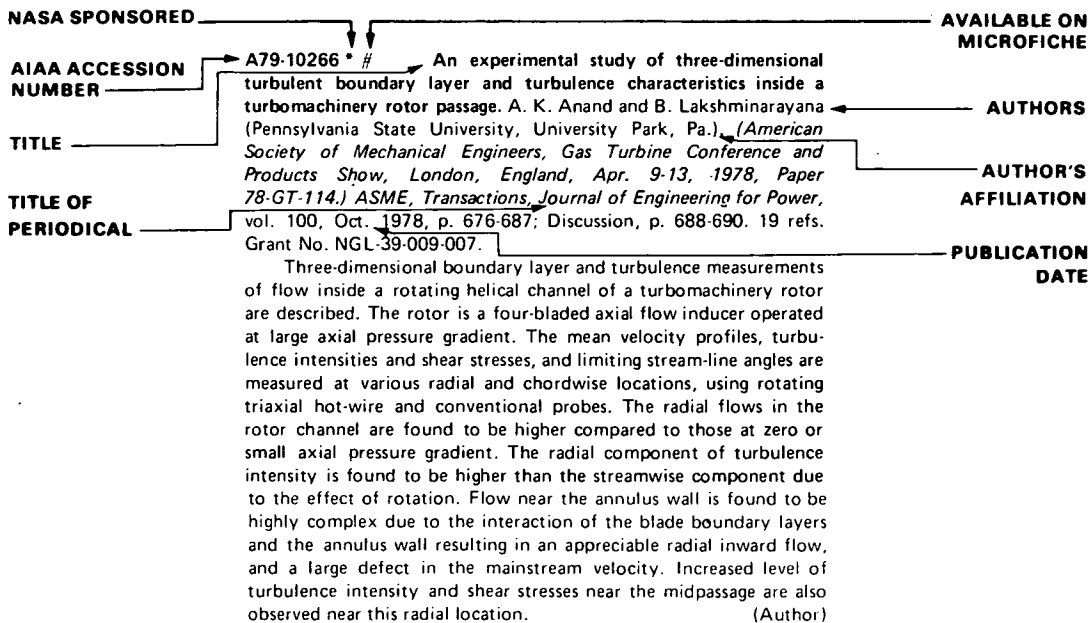 NASA SPONSORED
AVAILABLE ON
MICROFICHE
AIAA ACCESSION
NUMBER
TITLE
TITLE OF
PERIODICAL
A79-10266 * # An experimental study of three-dimensional
turbulent boundary layer and turbulence characteristics inside a
turbomachinery rotor passage. A. K. Anand and B. Lakshminarayana
(Pennsylvania State University, University Park, Pa.). (American
Society of Mechanical Engineers, Gas Turbine Conference and
Products Show, London, England, Apr. 9-13, 1978, Paper
78-GT-114.) ASME, Transactions, Journal of Engineering for Power,
vol. 100, Oct. 1978, p. 676-687; Discussion, p. 688-690. 19 refs.
Grant No. NGL-39-009-007.
Three-dimensional boundary layer and turbulence measurements
of flow inside a rotating helical channel of a turbomachinery rotor
are described. The rotor is a four-bladed axial flow inducer operated
at large axial pressure gradient. The mean velocity profiles, turbu-
lence intensities and shear stresses, and limiting stream-line angles are
measured at various radial and chordwise locations, using rotating
triaxial hot-wire and conventional probes. The radial flows in the
rotor channel are found to be higher compared to those at zero or
small axial pressure gradient. The radial component of turbulence
intensity is found to be higher than the streamwise component due
to the effect of rotation. Flow near the annulus wall is found to be
highly complex due to the interaction of the blade boundary layers
and the annulus wall resulting in an appreciable radial inward flow,
and a large defect in the mainstream velocity. Increased level of
turbulence intensity and shear stresses near the midpassage are also
observed near this radial location. (Author)
AUTHORS
AUTHOR'S
AFFILIATION
PUBLICATION
DATE